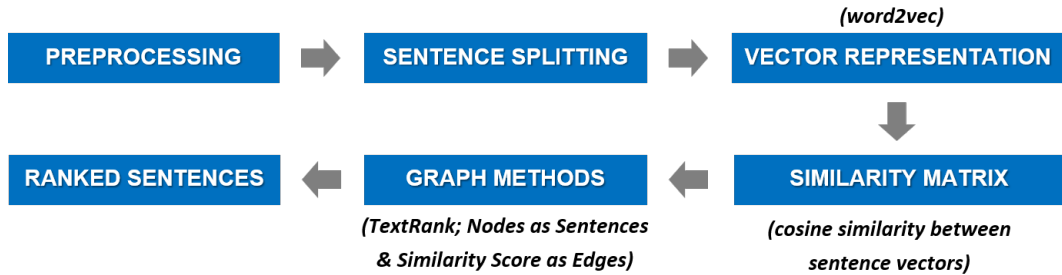 (word2vec)
PREPROCESSING
SENTENCE SPLITTING
VECTOR REPRESENTATION
RANKED SENTENCES
GRAPH METHODS
SIMILARITY MATRIX
(TextRank; Nodes as Sentences
& Similarity Score as Edges)
(cosine similarity between
sentence vectors)